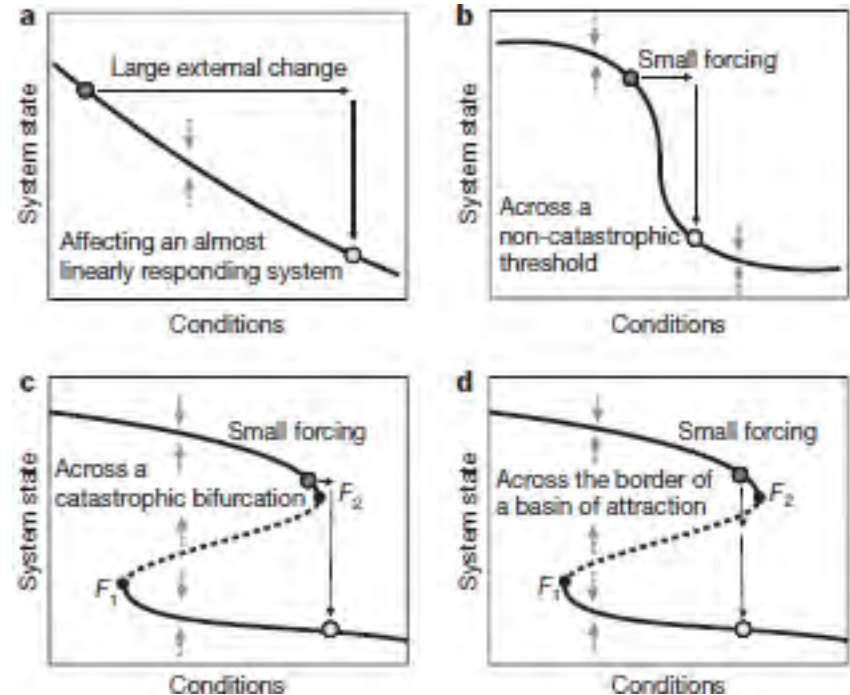 a
Large external change
System state
Affecting an almost
linearly responding system
Conditions
b
Small forcing
System state
Across a
non-catastrophic
threshold
Conditions
c
Small forcing
System state
Across a
catastrophic bifurcation
F2
F1
Conditions
d
Small forcing
System state
Across the border of
a basin of attraction
F2
F1
Conditions